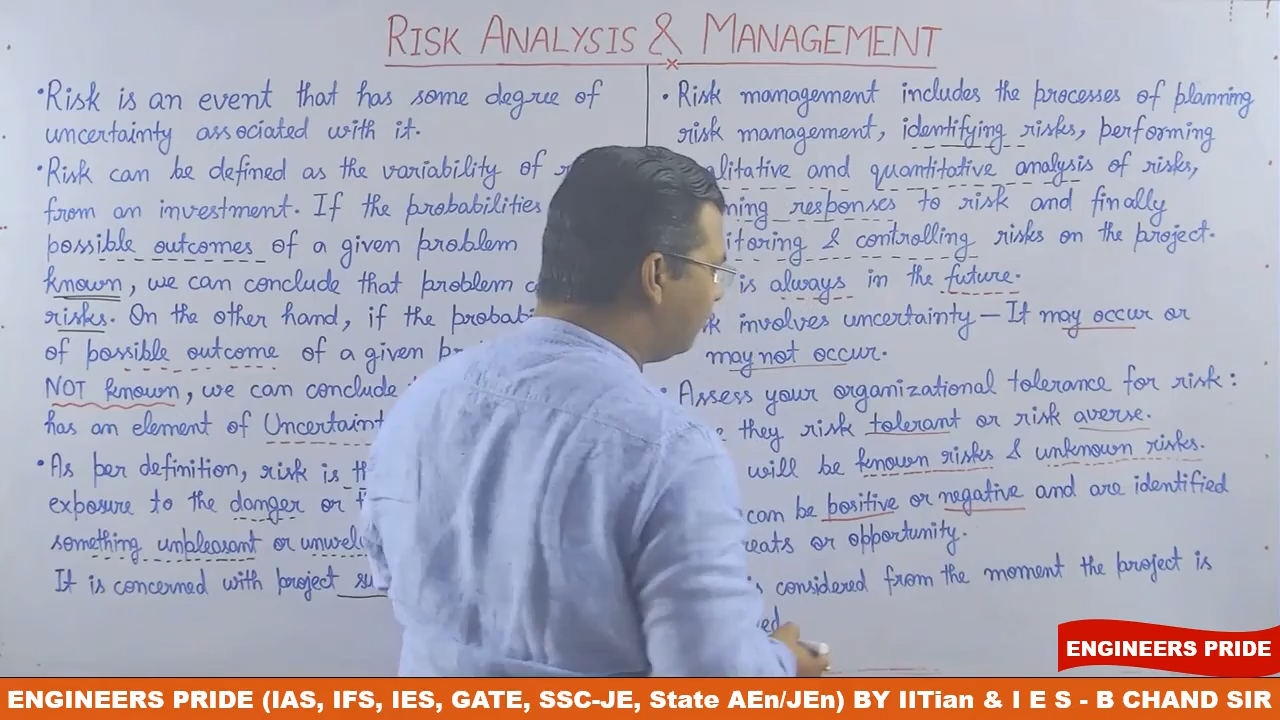 RISK ANALYSIS & MANAGEMENT
• Risk is an event that has some degree of
uncertainty associated with it.
• Risk can be defined as the variability of
from an investment. If the probabilities
possible outcomes of a given problem
known, we can conclude that problem
risks. On the other hand, if the
of possible outcome of a given
NOT known, we can conclude
has an element of
• As per definition, risk is
exposure to the danger or
something unpleasant or
It is concerned with project
• Risk management includes the processes of planning
risk management, identifying risks, performing
and quantitative analysis of risks,
responses to risk and finally
& controlling risks on the project.
is always in the future.
involves uncertainty – It may occur or
may not occur.
• Assess your organizational tolerance for risk:
they risk tolerant or risk averse.
will be known risks & unknown risks.
can be positive or negative and are identified
or opportunity.
considered from the moment the project is
ENGINEERS PRIDE
ENGINEERS PRIDE (IAS, IFS, IES, GATE, SSC-JE, State AEn/JEn) BY IITian & I E S - B CHAND SIR